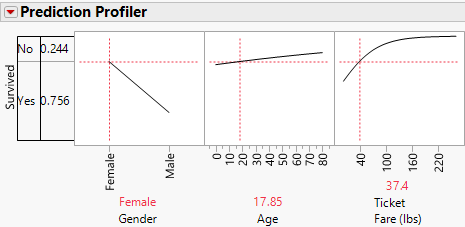 Prediction Profiler
Survived
No 0.244
Yes 0.756
Female Male
0 10 20 30 40 50 60 70 80
40 100 160 220
Female 17.85 37.4
Gender Age Ticket
Fare (lbs)